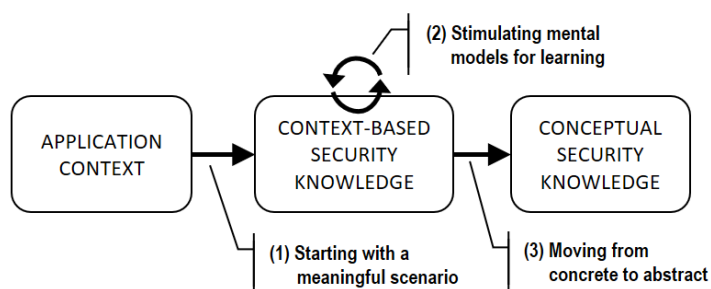 (2) Stimulating mental
models for learning
APPLICATION
CONTEXT
CONTEXT-BASED
SECURITY
KNOWLEDGE
CONCEPTUAL
SECURITY
KNOWLEDGE
(1) Starting with a
meaningful scenario
(3) Moving from
concrete to abstract